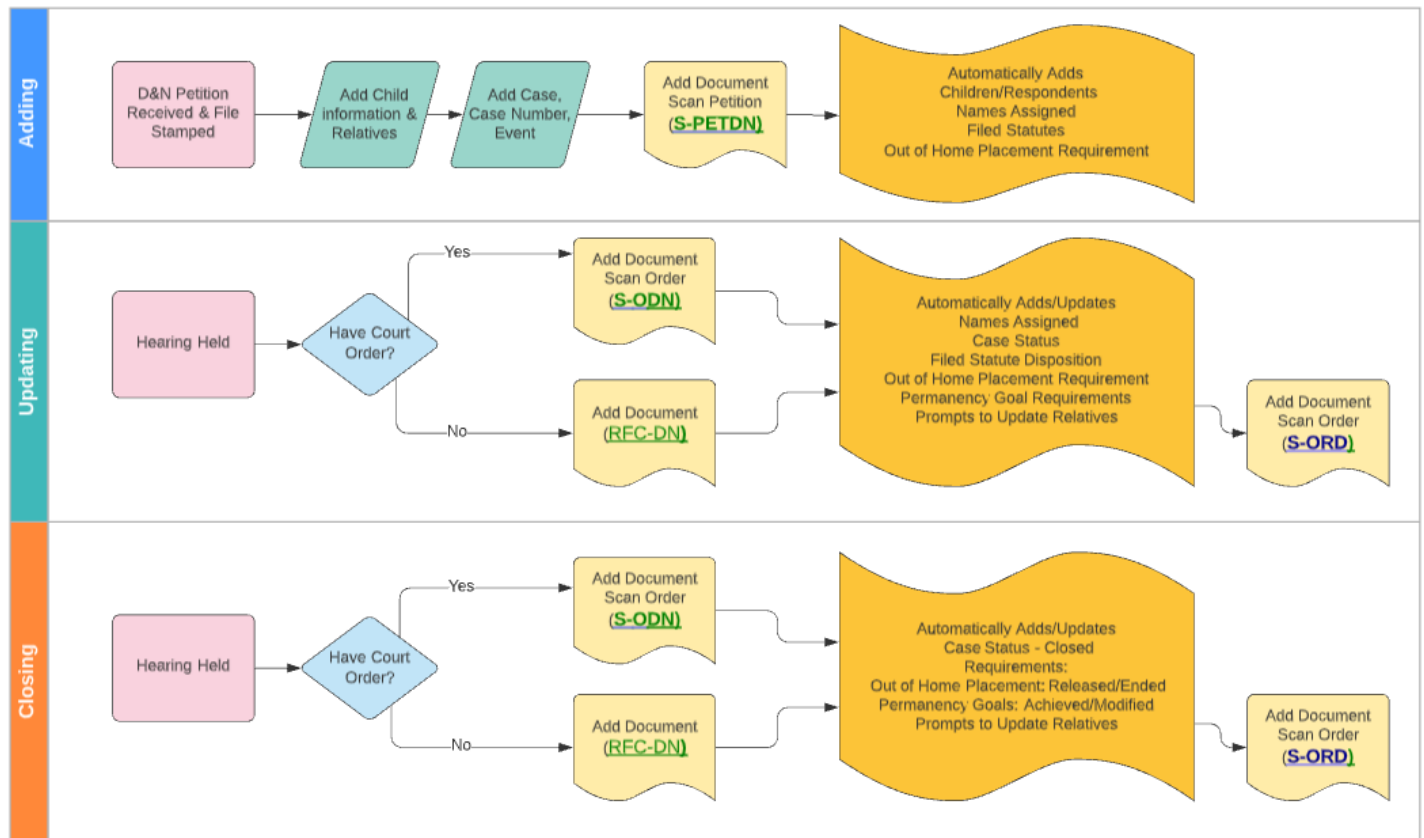 Adding
D&N Petition
Received & File
Stamped
Add Child
information &
Relatives
Add Case,
Case Number,
Event
Add Document
Scan Petition
(S-PETDN)
Automatically Adds
Children/Respondents
Names Assigned
Filed Statutes
Out of Home Placement Requirement
Updating
Hearing Held
Have Court
Order?
Yes
No
Add Document
Scan Order
(S-ODN)
Add Document
(RFC-DN)
Automatically Adds/Updates
Names Assigned
Case Status
Filed Statute Disposition
Out of Home Placement Requirement
Permanency Goal Requirements
Prompts to Update Relatives
Add Document
Scan Order
(S-ORD)
Closing
Hearing Held
Have Court
Order?
Yes
No
Add Document
Scan Order
(S-ODN)
Add Document
(RFC-DN)
Automatically Adds/Updates
Case Status - Closed
Requirements:
Out of Home Placement: Released/Ended
Permanency Goals: Achieved/Modified
Prompts to Update Relatives
Add Document
Scan Order
(S-ORD)